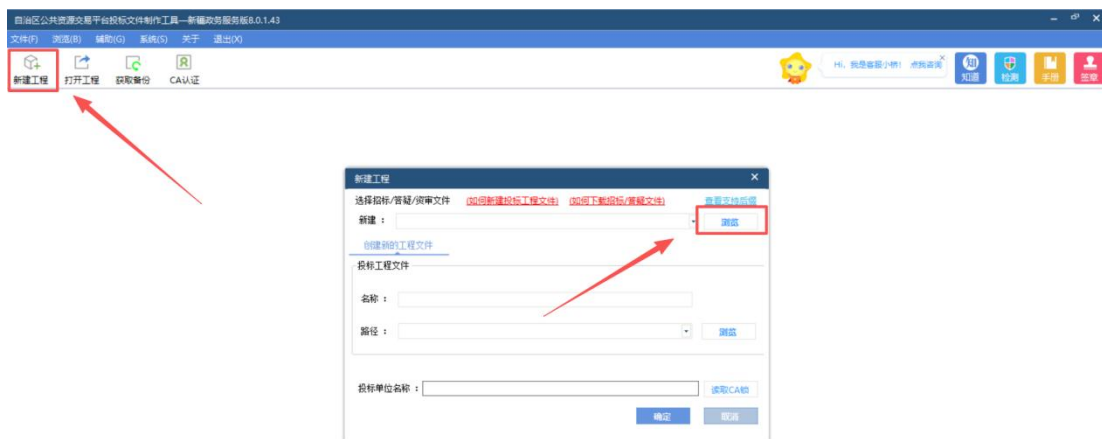 自治区公共资源交易平台投标文件制作工具—新疆政务服务版8.0.1.43
文件(F) 浏览(B) 辅助(G) 系统(S) 关于 退出(X)
新建工程 打开工程 获取备份 CA认证
Hi，我是客服小桥！ 点我咨询
知道 检测 手册 签章
新建工程
选择招标/答疑/资审文件 (如何新建投标工程文件) (如何下载招标/答疑文件) 查看支持后缀
新建： 浏览
创建新的工程文件
投标工程文件
名称：
路径： 浏览
投标单位名称： 读取CA锁
确定 取消